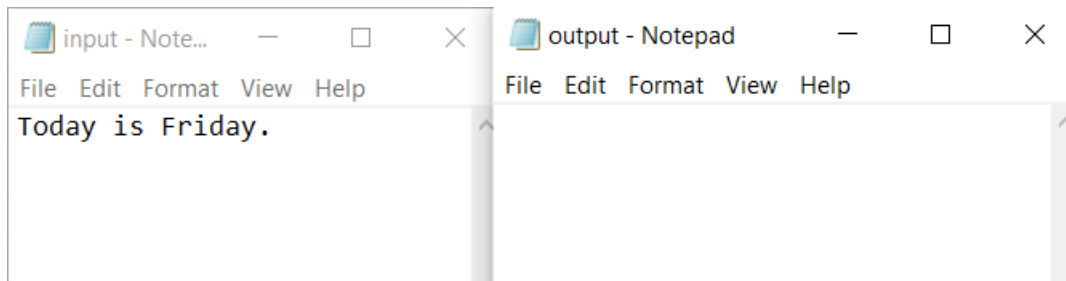 input - Note...
File Edit Format View Help
Today is Friday.
output - Notepad
File Edit Format View Help